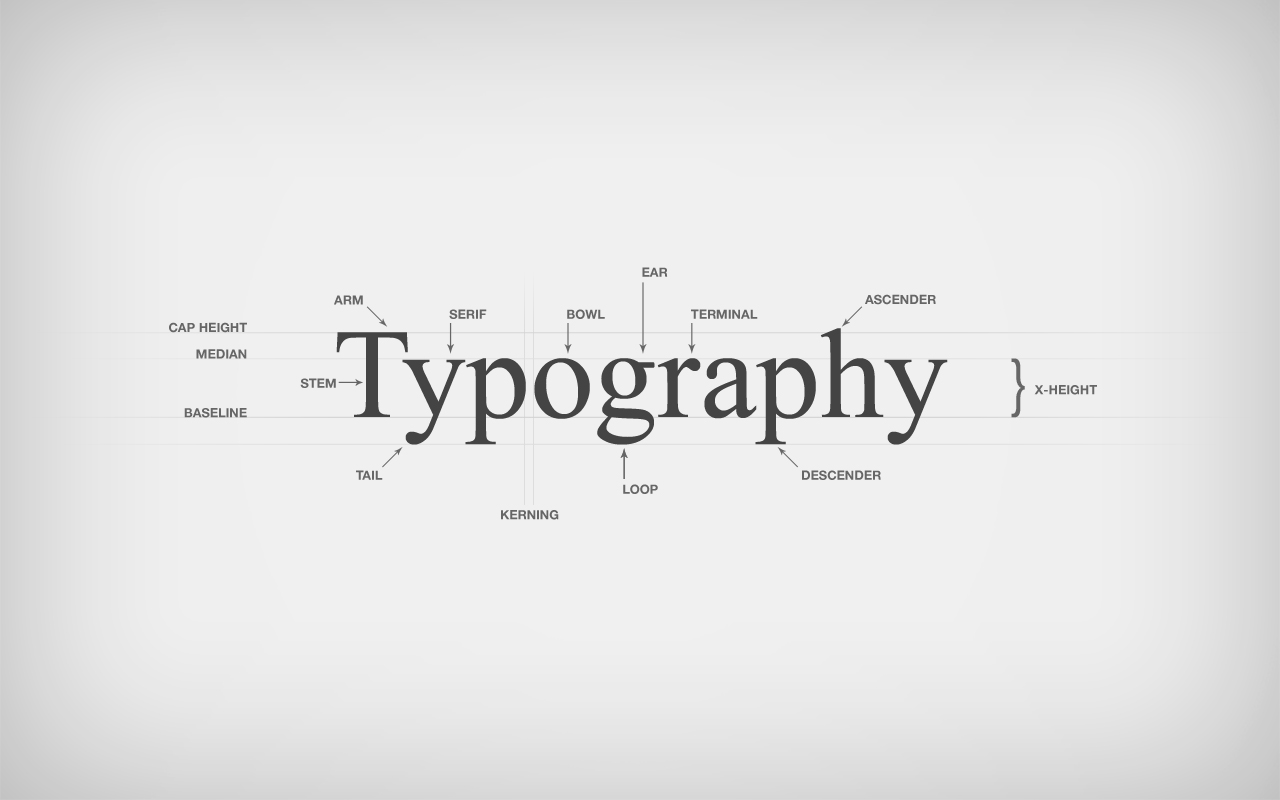 EAR
ARM
ASCENDER
SERIF
BOWL
TERMINAL
CAP HEIGHT
MEDIAN
Typography
STEM
X-HEIGHT
BASELINE
TAIL
DESCENDER
LOOP
KERNING